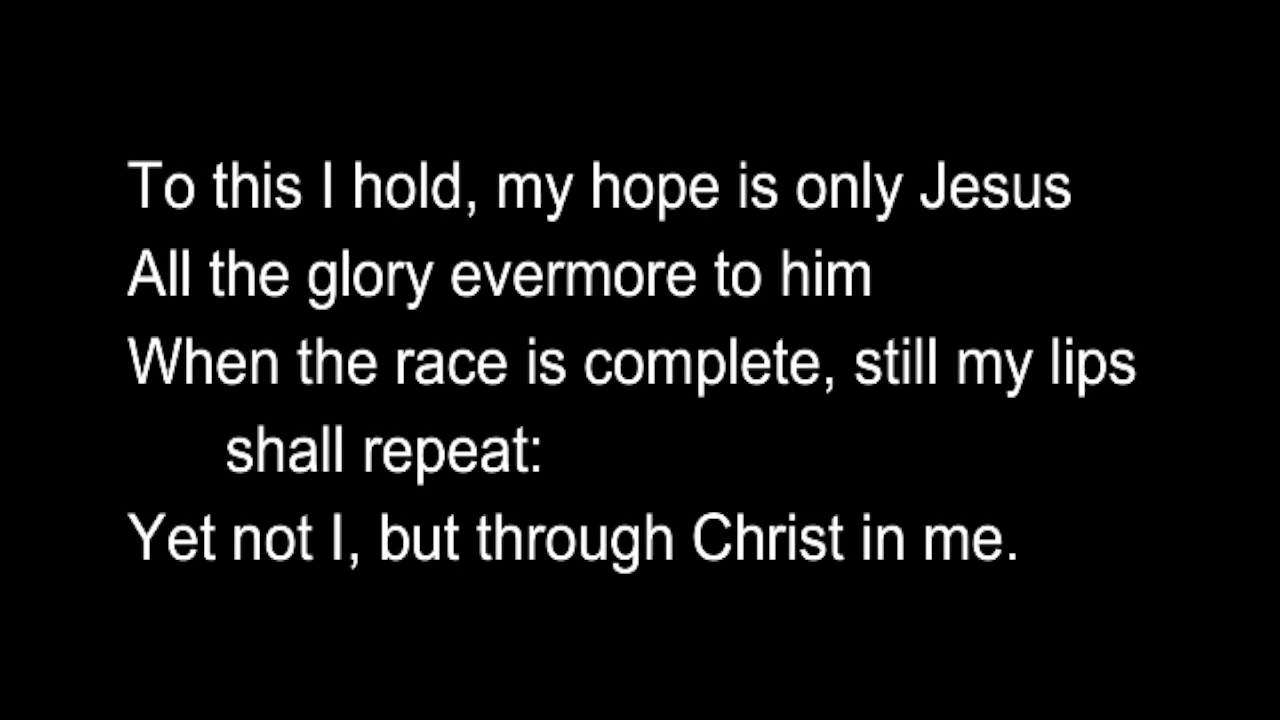 To this I hold, my hope is only Jesus
All the glory evermore to him
When the race is complete, still my lips
shall repeat:
Yet not I, but through Christ in me.